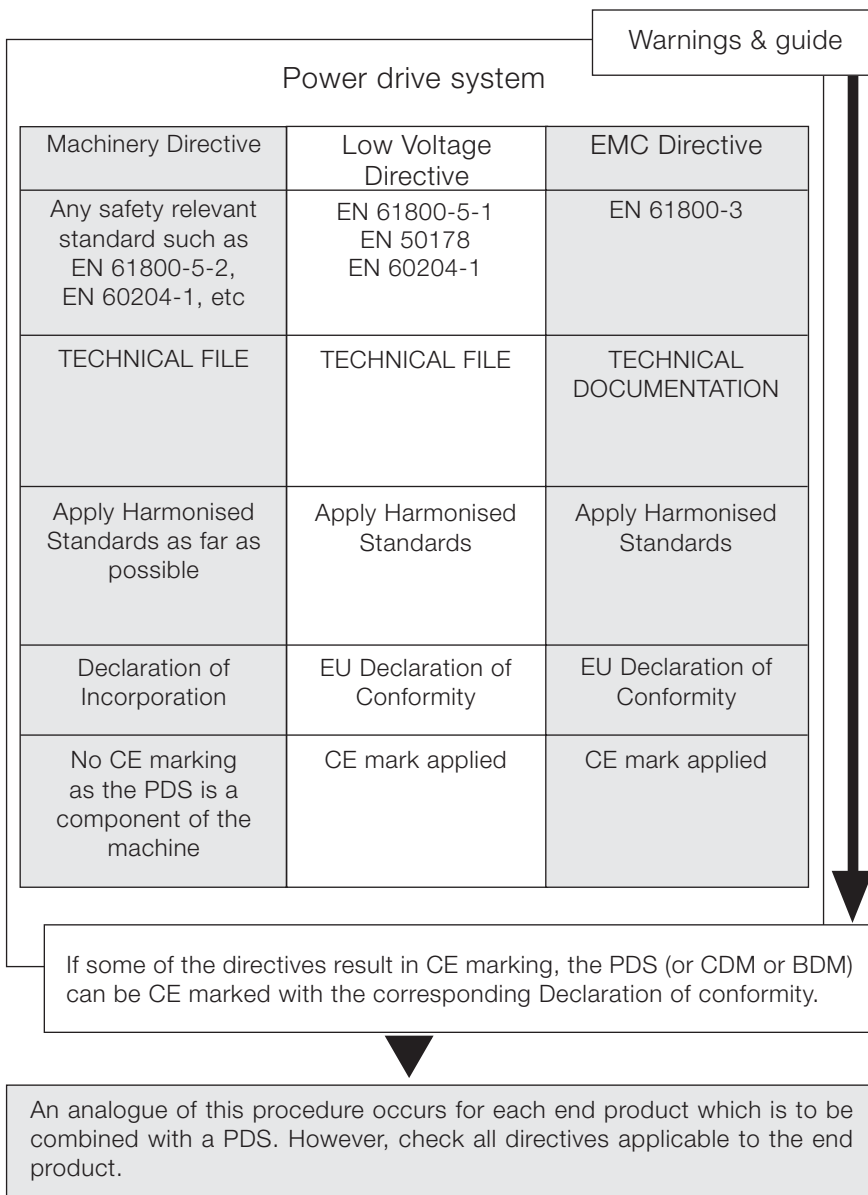 Warnings & guide
Power drive system
Machinery Directive
Low Voltage
Directive
EMC Directive
Any safety relevant
standard such as
EN 61800-5-2,
EN 60204-1, etc
EN 61800-5-1
EN 50178
EN 60204-1
EN 61800-3
TECHNICAL FILE
TECHNICAL FILE
TECHNICAL
DOCUMENTATION
Apply Harmonised
Standards as far as
possible
Apply Harmonised
Standards
Apply Harmonised
Standards
Declaration of
Incorporation
EU Declaration of
Conformity
EU Declaration of
Conformity
No CE marking
as the PDS is a
component of the
machine
CE mark applied
CE mark applied
If some of the directives result in CE marking, the PDS (or CDM or BDM)
can be CE marked with the corresponding Declaration of conformity.
An analogue of this procedure occurs for each end product which is to be
combined with a PDS. However, check all directives applicable to the end
product.